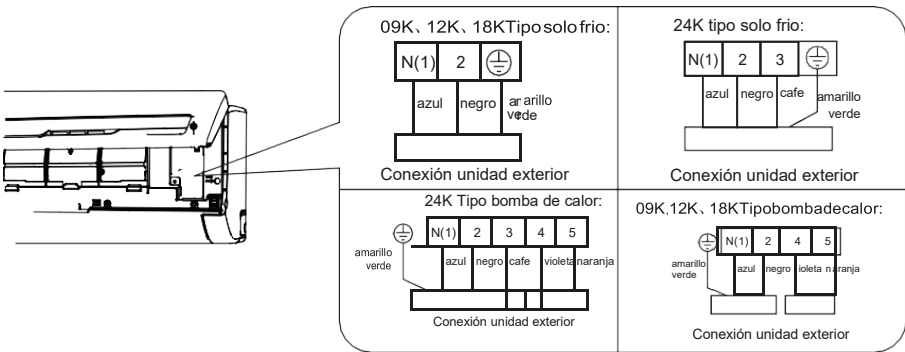 09K、12K、18KTipo solo frio:
N(1) 2
azul negro amarillo
verde
Conexión unidad exterior
24K tipo solo frio:
N(1) 2 3
azul negro cafe amarillo
verde
Conexión unidad exterior
24K Tipo bomba de calor:
N(1) 2 3 4 5
amarillo
verde
azul negro cafe violeta naranja
Conexión unidad exterior
09K,12K、18KTipobombadecalor:
N(1) 2 4 5
amarillo
verde
azul negro ioleta naranja
Conexión unidad exterior